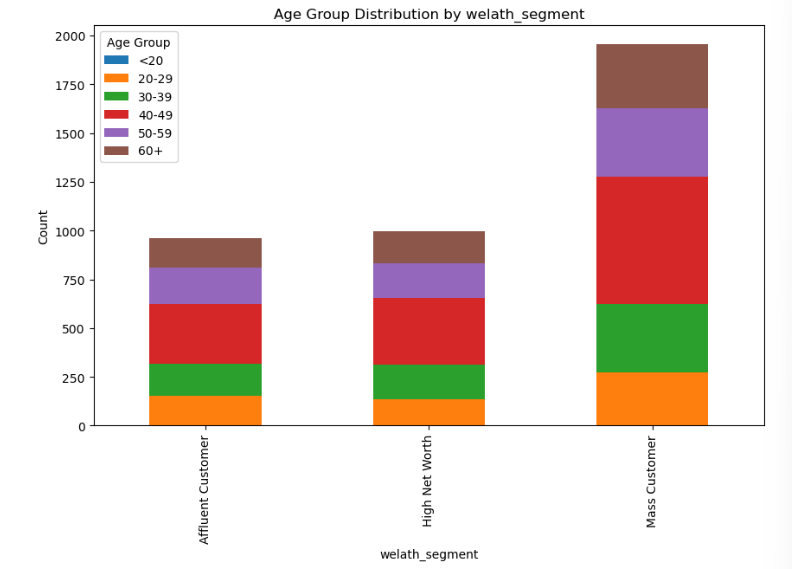 Age Group Distribution by welath_segment
Age Group
<20
20-29
30-39
40-49
50-59
60+
Count
2000
1750
1500
1250
1000
750
500
250
0
Affluent Customer
High Net Worth
Mass Customer
welath_segment